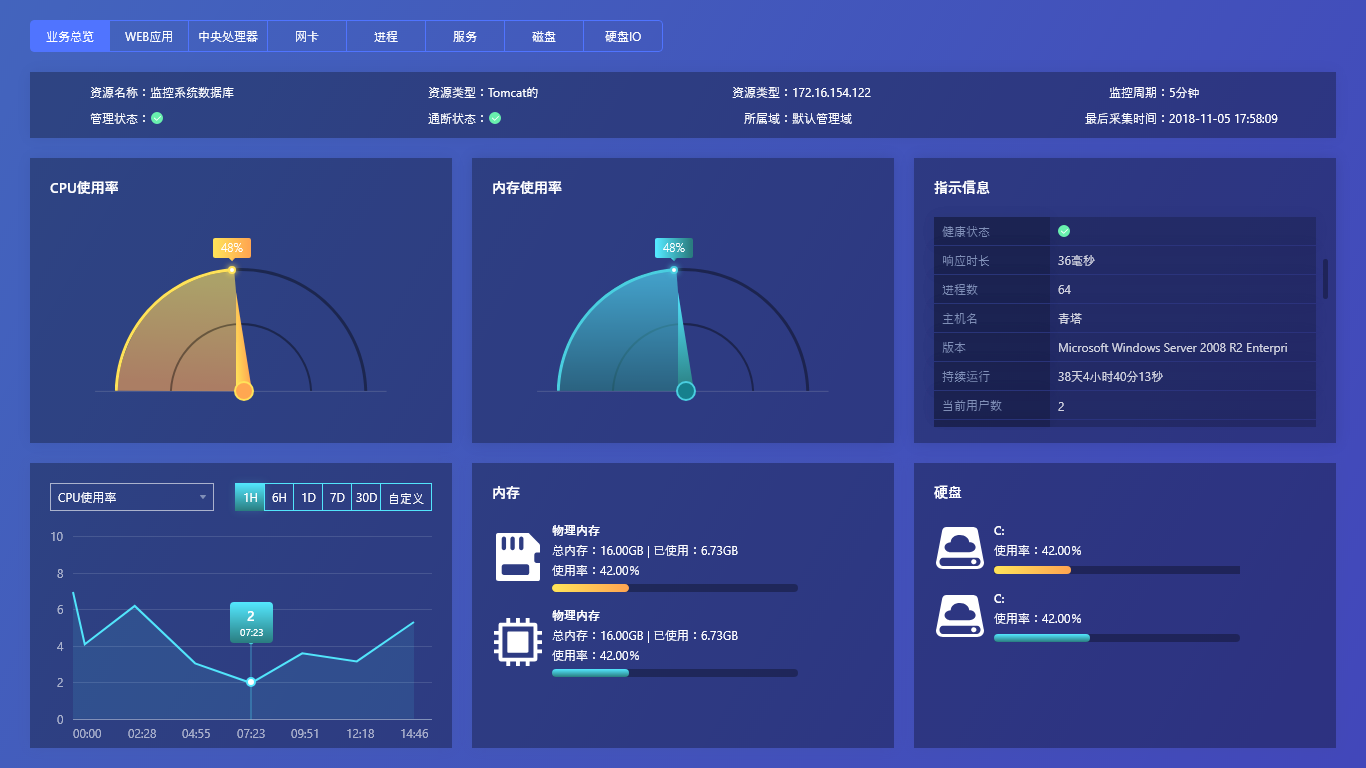 业务总览 WEB应用 中央处理器 网卡 进程 服务 磁盘 硬盘IO
资源名称：监控系统数据库 资源类型：Tomcat的 资源类型：172.16.154.122 监控周期：5分钟
管理状态： 通断状态： 所属域：默认管理域 最后采集时间：2018-11-05 17:58:09
CPU使用率
48%
内存使用率
48%
指示信息
健康状态
响应时长 36毫秒
进程数 64
主机名 青塔
版本 Microsoft Windows Server 2008 R2 Enterpri
持续运行 38天4小时40分13秒
当前用户数 2
CPU使用率 1H 6H 1D 7D 30D 自定义
10
8
6
4
2
0
2
07:23
00:00 02:28 04:55 07:23 09:51 12:18 14:46
内存
物理内存
总内存：16.00GB | 已使用：6.73GB
使用率：42.00%
物理内存
总内存：16.00GB | 已使用：6.73GB
使用率：42.00%
硬盘
C:
使用率：42.00%
C:
使用率：42.00%